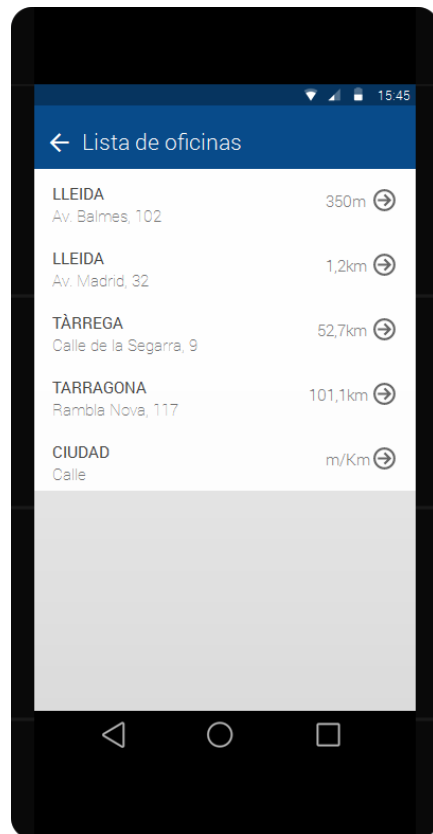 15:45
Lista de oficinas
LLEIDA
Av. Balmes, 102
350m
LLEIDA
Av. Madrid, 32
1,2km
TÀRREGA
Calle de la Segarra, 9
52,7km
TARRAGONA
Rambla Nova, 117
101,1km
CIUDAD
Calle
m/Km